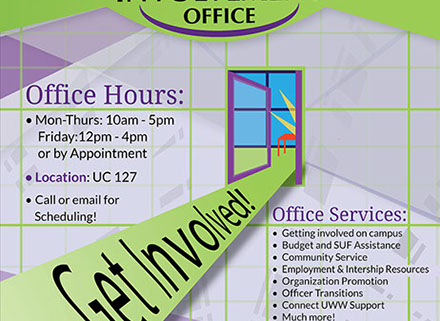 OFFICE
Office Hours:
• Mon-Thurs: 10am - 5pm
Friday:12pm - 4pm
or by Appointment
• Location: UC 127
• Call or email for
Scheduling!
Get Involved!
Office Services:
• Getting involved on campus
• Budget and SUF Assistance
• Community Service
• Employment & Intership Resources
• Organization Promotion
• Officer Transitions
• Connect UWW Support
• Much more!